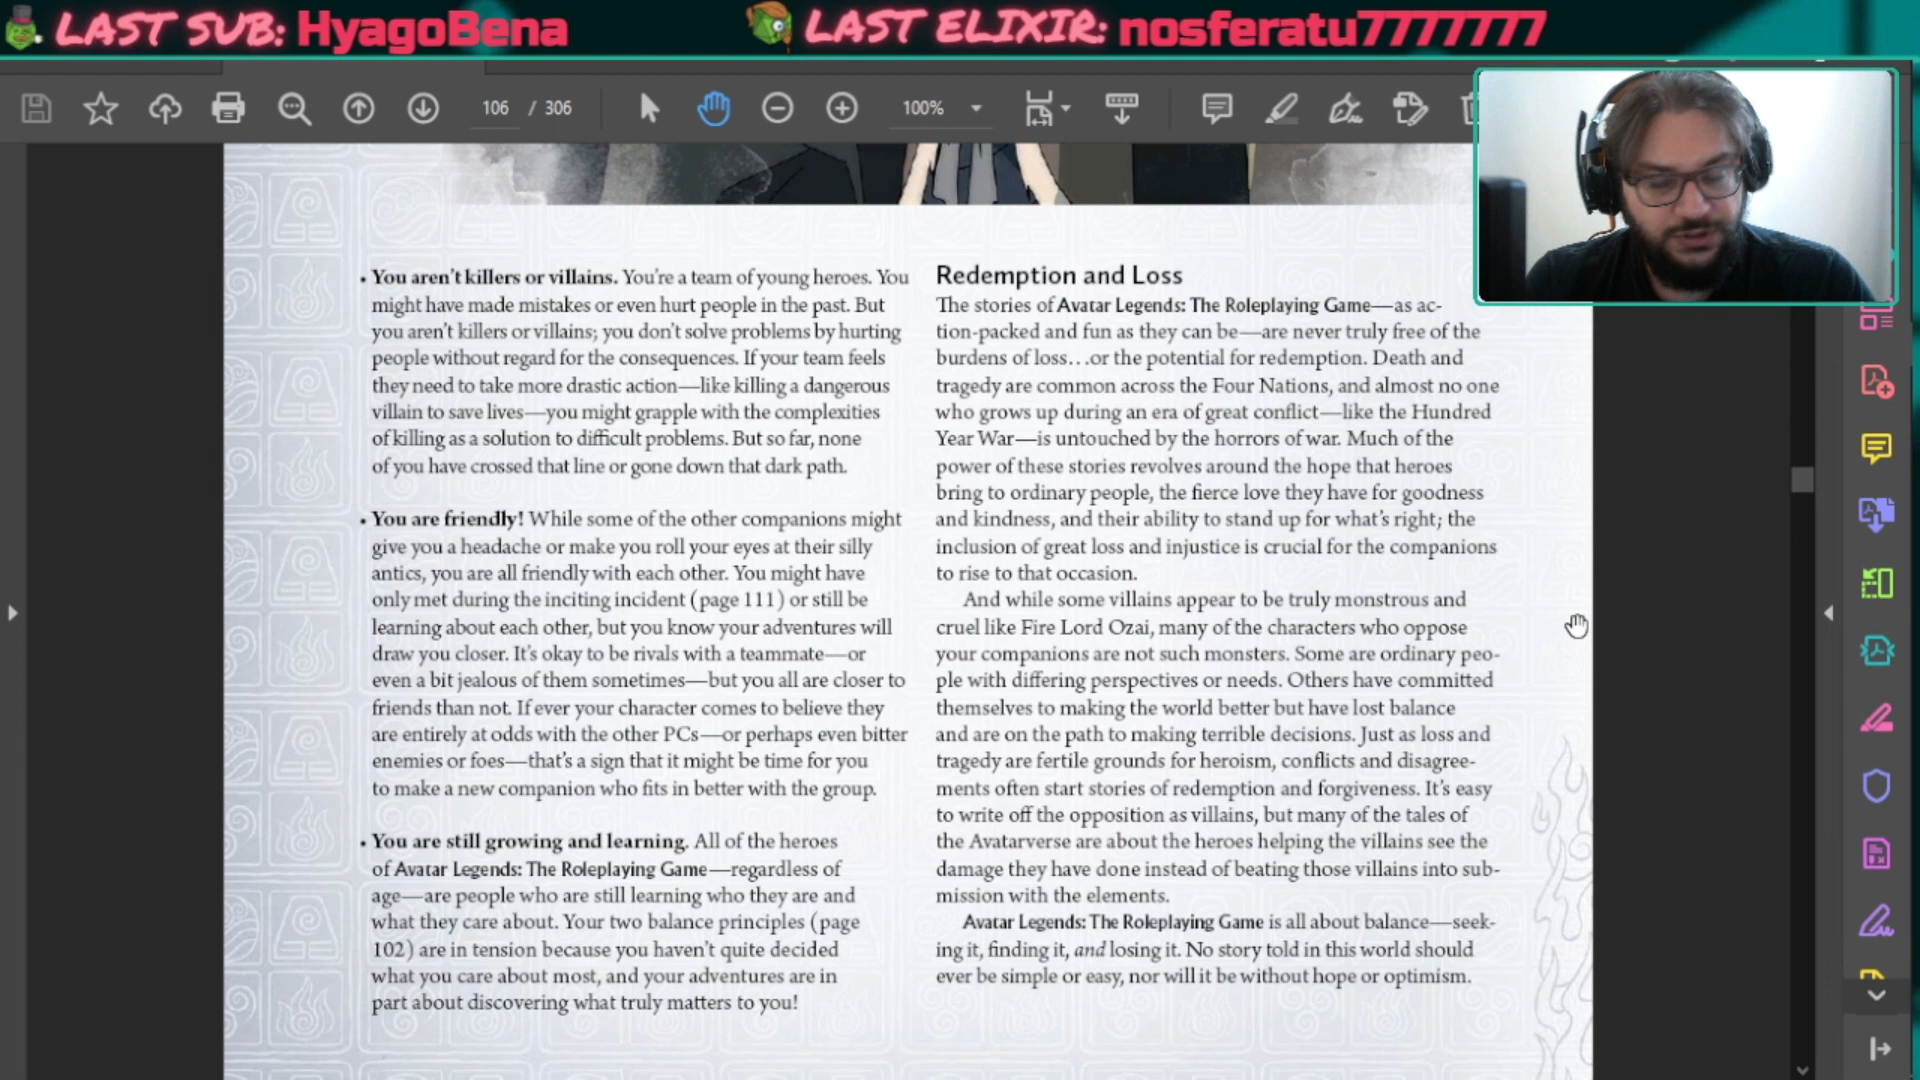 LAST SUB: HyagoBena
LAST ELIXIR: nosferatu7777777
106 / 306
100%
• You aren't killers or villains. You're a team of young heroes. You
might have made mistakes or even hurt people in the past. But
you aren't killers or villains; you don't solve problems by hurting
people without regard for the consequences. If your team feels
they need to take more drastic action—like killing a dangerous
villain to save lives—you might grapple with the complexities
of killing as a solution to difficult problems. But so far, none
of you have crossed that line or gone down that dark path.
• You are friendly! While some of the other companions might
give you a headache or make you roll your eyes at their silly
antics, you are all friendly with each other. You might have
only met during the inciting incident (page 111) or still be
learning about each other, but you know your adventures will
draw you closer. It's okay to be rivals with a teammate—or
even a bit jealous of them sometimes—but you all are closer to
friends than not. If ever your character comes to believe they
are entirely at odds with the other PCs—or perhaps even bitter
enemies or foes—that's a sign that it might be time for you
to make a new companion who fits in better with the group.
• You are still growing and learning. All of the heroes
of Avatar Legends: The Roleplaying Game—regardless of
age—are people who are still learning who they are and
what they care about. Your two balance principles (page
102) are in tension because you haven't quite decided
what you care about most, and your adventures are in
part about discovering what truly matters to you!
Redemption and Loss
The stories of Avatar Legends: The Roleplaying Game—as ac-
tion-packed and fun as they can be—are never truly free of the
burdens of loss…or the potential for redemption. Death and
tragedy are common across the Four Nations, and almost no one
who grows up during an era of great conflict—like the Hundred
Year War—is untouched by the horrors of war. Much of the
power of these stories revolves around the hope that heroes
bring to ordinary people, the fierce love they have for goodness
and kindness, and their ability to stand up for what's right; the
inclusion of great loss and injustice is crucial for the companions
to rise to that occasion.
And while some villains appear to be truly monstrous and
cruel like Fire Lord Ozai, many of the characters who oppose
your companions are not such monsters. Some are ordinary peo-
ple with differing perspectives or needs. Others have committed
themselves to making the world better but have lost balance
and are on the path to making terrible decisions. Just as loss and
tragedy are fertile grounds for heroism, conflicts and disagree-
ments often start stories of redemption and forgiveness. It's easy
to write off the opposition as villains, but many of the tales of
the Avatarverse are about the heroes helping the villains see the
damage they have done instead of beating those villains into sub-
mission with the elements.
Avatar Legends: The Roleplaying Game is all about balance—seek-
ing it, finding it, and losing it. No story told in this world should
ever be simple or easy, nor will it be without hope or optimism.